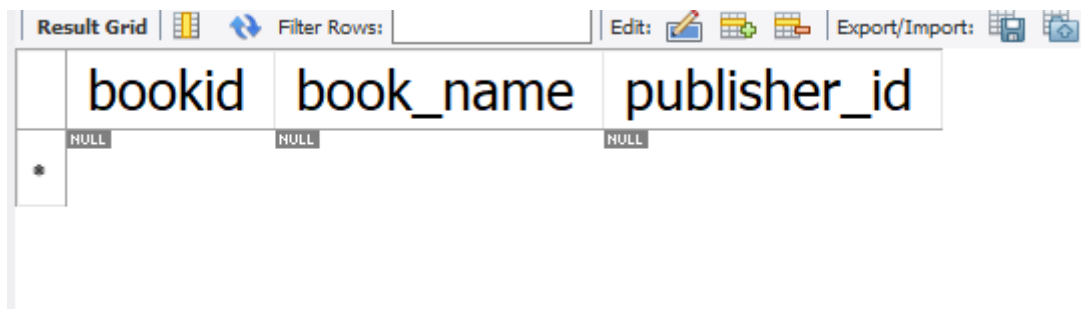 Result Grid Filter Rows: Edit: Export/Import:
bookid book_name publisher_id
NULL NULL NULL
*